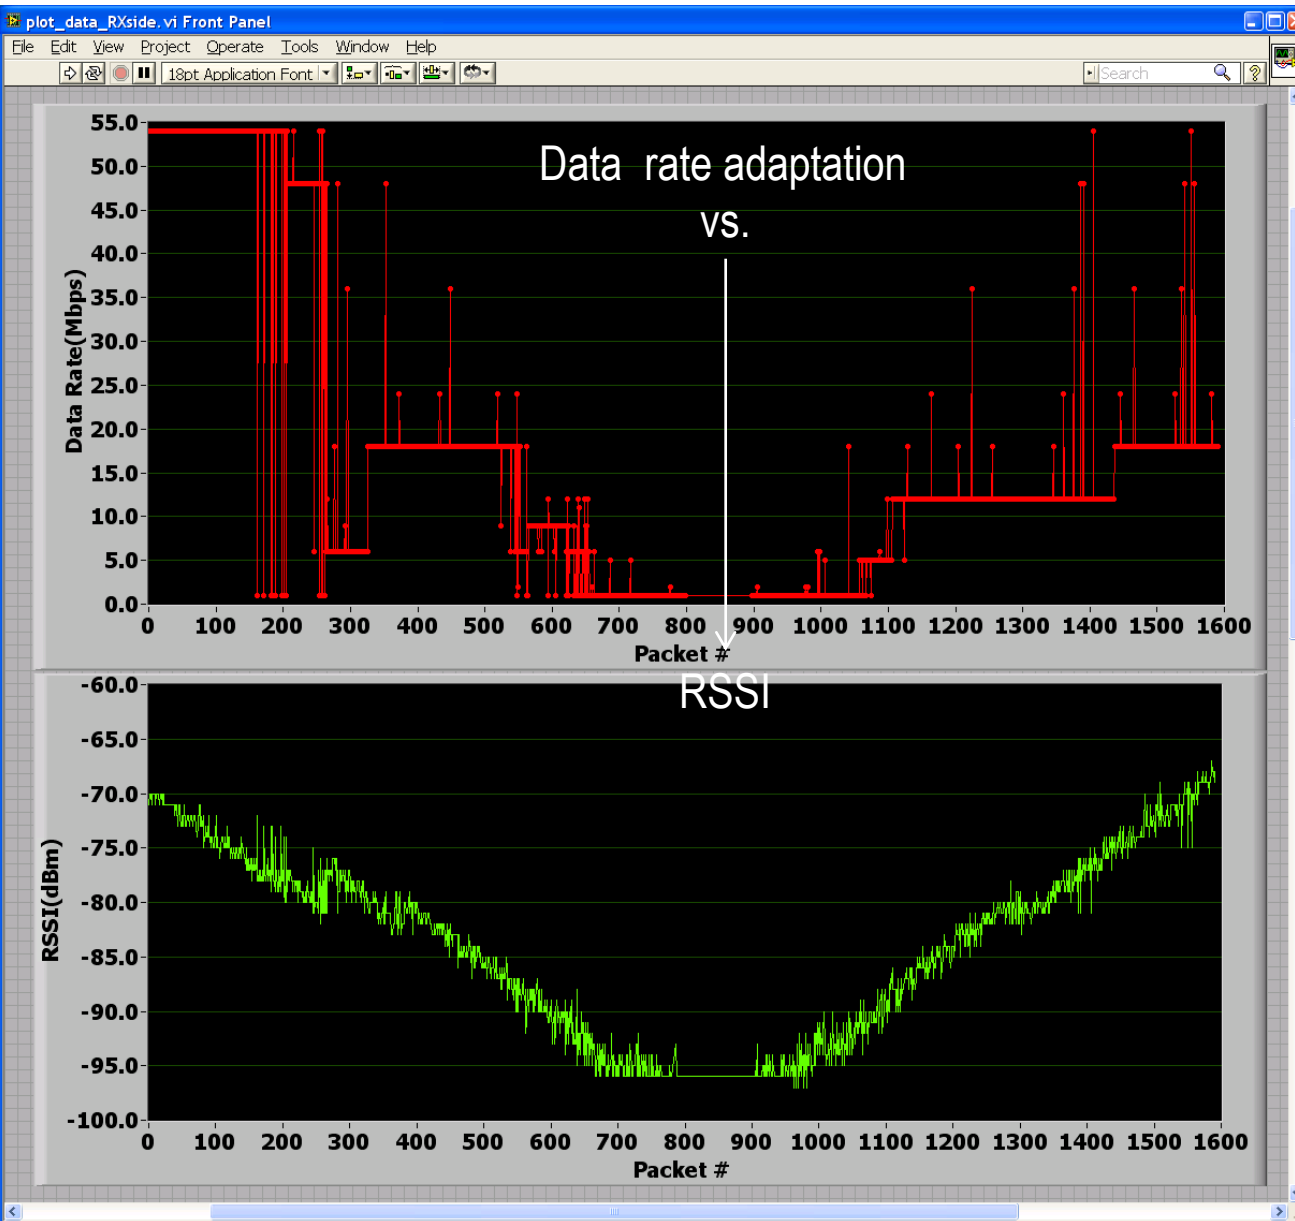 plot_data_RXside.vi Front Panel
File Edit View Project Operate Tools Window Help
18pt Application Font Search
Data rate adaptation
vs.
RSSI
Data Rate(Mbps)
55.0
50.0
45.0
40.0
35.0
30.0
25.0
20.0
15.0
10.0
5.0
0.0
0 100 200 300 400 500 600 700 800 900 1000 1100 1200 1300 1400 1500 1600
Packet #
RSSI(dBm)
-60.0
-65.0
-70.0
-75.0
-80.0
-85.0
-90.0
-95.0
-100.0
0 100 200 300 400 500 600 700 800 900 1000 1100 1200 1300 1400 1500 1600
Packet #